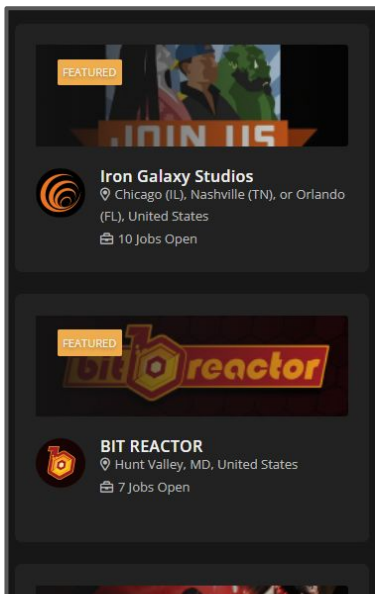 FEATURED
JOIN US
Iron Galaxy Studios
Chicago (IL), Nashville (TN), or Orlando
(FL), United States
10 Jobs Open
FEATURED
bit reactor
BIT REACTOR
Hunt Valley, MD, United States
7 Jobs Open